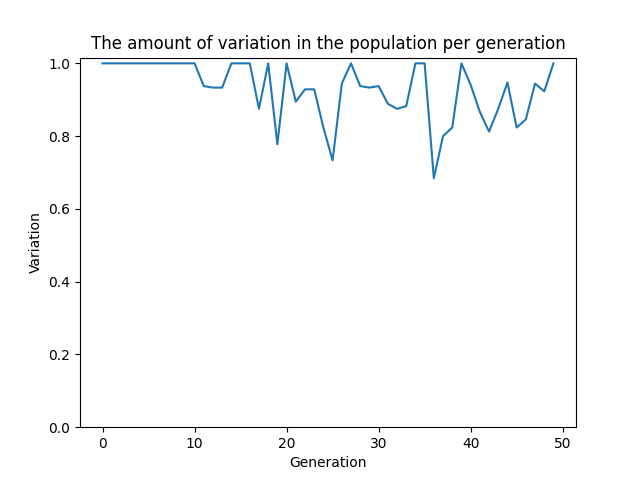 The amount of variation in the population per generation
1.0
0.8
0.6
0.4
0.2
0.0
Variation
0 10 20 30 40 50
Generation